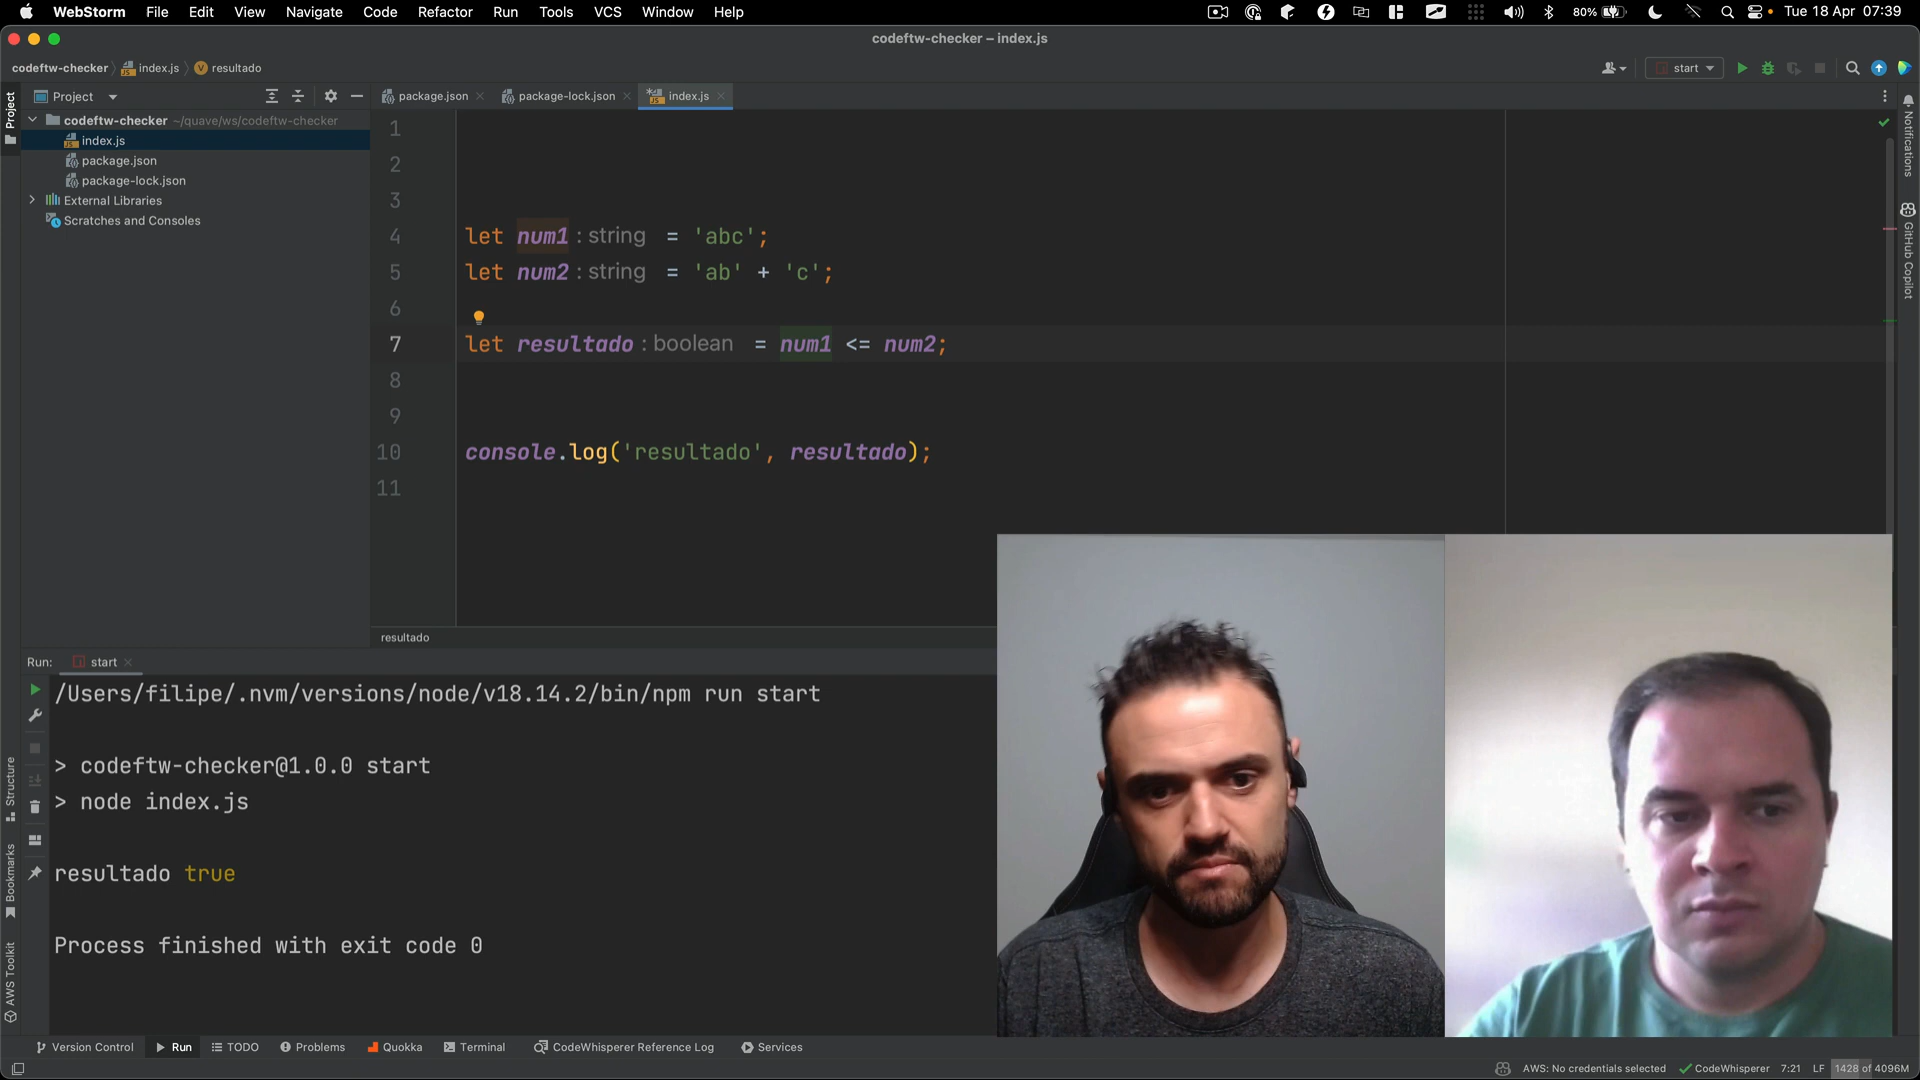 WebStorm File Edit View Navigate Code Refactor Run Tools VCS Window Help 80% Tue 18 Apr 07:39
codeftw-checker – index.js
codeftw-checker index.js resultado start
Project package.json package-lock.json index.js
codeftw-checker ~/quave/ws/codeftw-checker
index.js
package.json
package-lock.json
External Libraries
Scratches and Consoles
Project
Notifications
GitHub Copilot
1
2
3
4 let num1 : string = 'abc';
5 let num2 : string = 'ab' + 'c';
6
7 let resultado : boolean = num1 <= num2;
8
9
10 console.log('resultado', resultado);
11
resultado
Run: start
/Users/filipe/.nvm/versions/node/v18.14.2/bin/npm run start
> codeftw-checker@1.0.0 start
> node index.js
resultado true
Process finished with exit code 0
Structure
Bookmarks
AWS Toolkit
Version Control Run TODO Problems Quokka Terminal CodeWhisperer Reference Log Services
AWS: No credentials selected CodeWhisperer 7:21 LF 1428 of 4096M